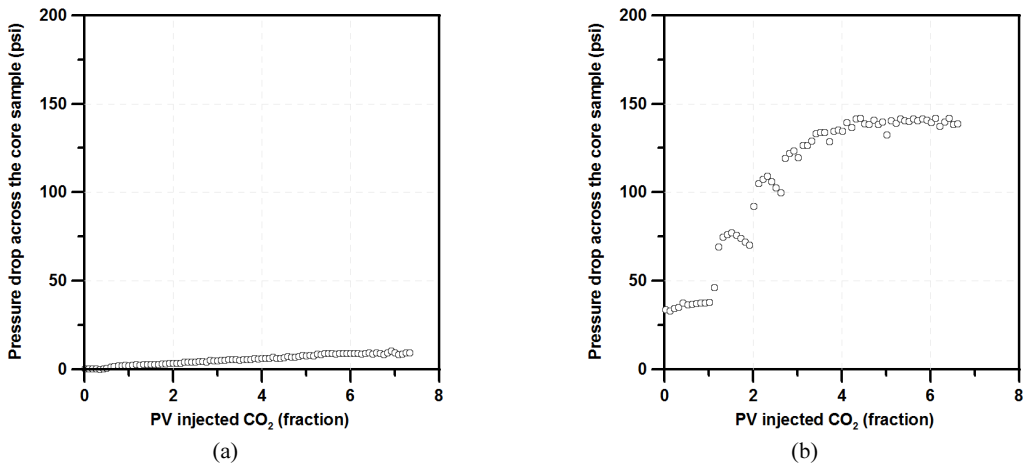 Pressure drop across the core sample (psi)
200
150
100
50
0
0 2 4 6 8
PV injected CO₂ (fraction)
(a)
Pressure drop across the core sample (psi)
200
150
100
50
0
0 2 4 6 8
PV injected CO₂ (fraction)
(b)